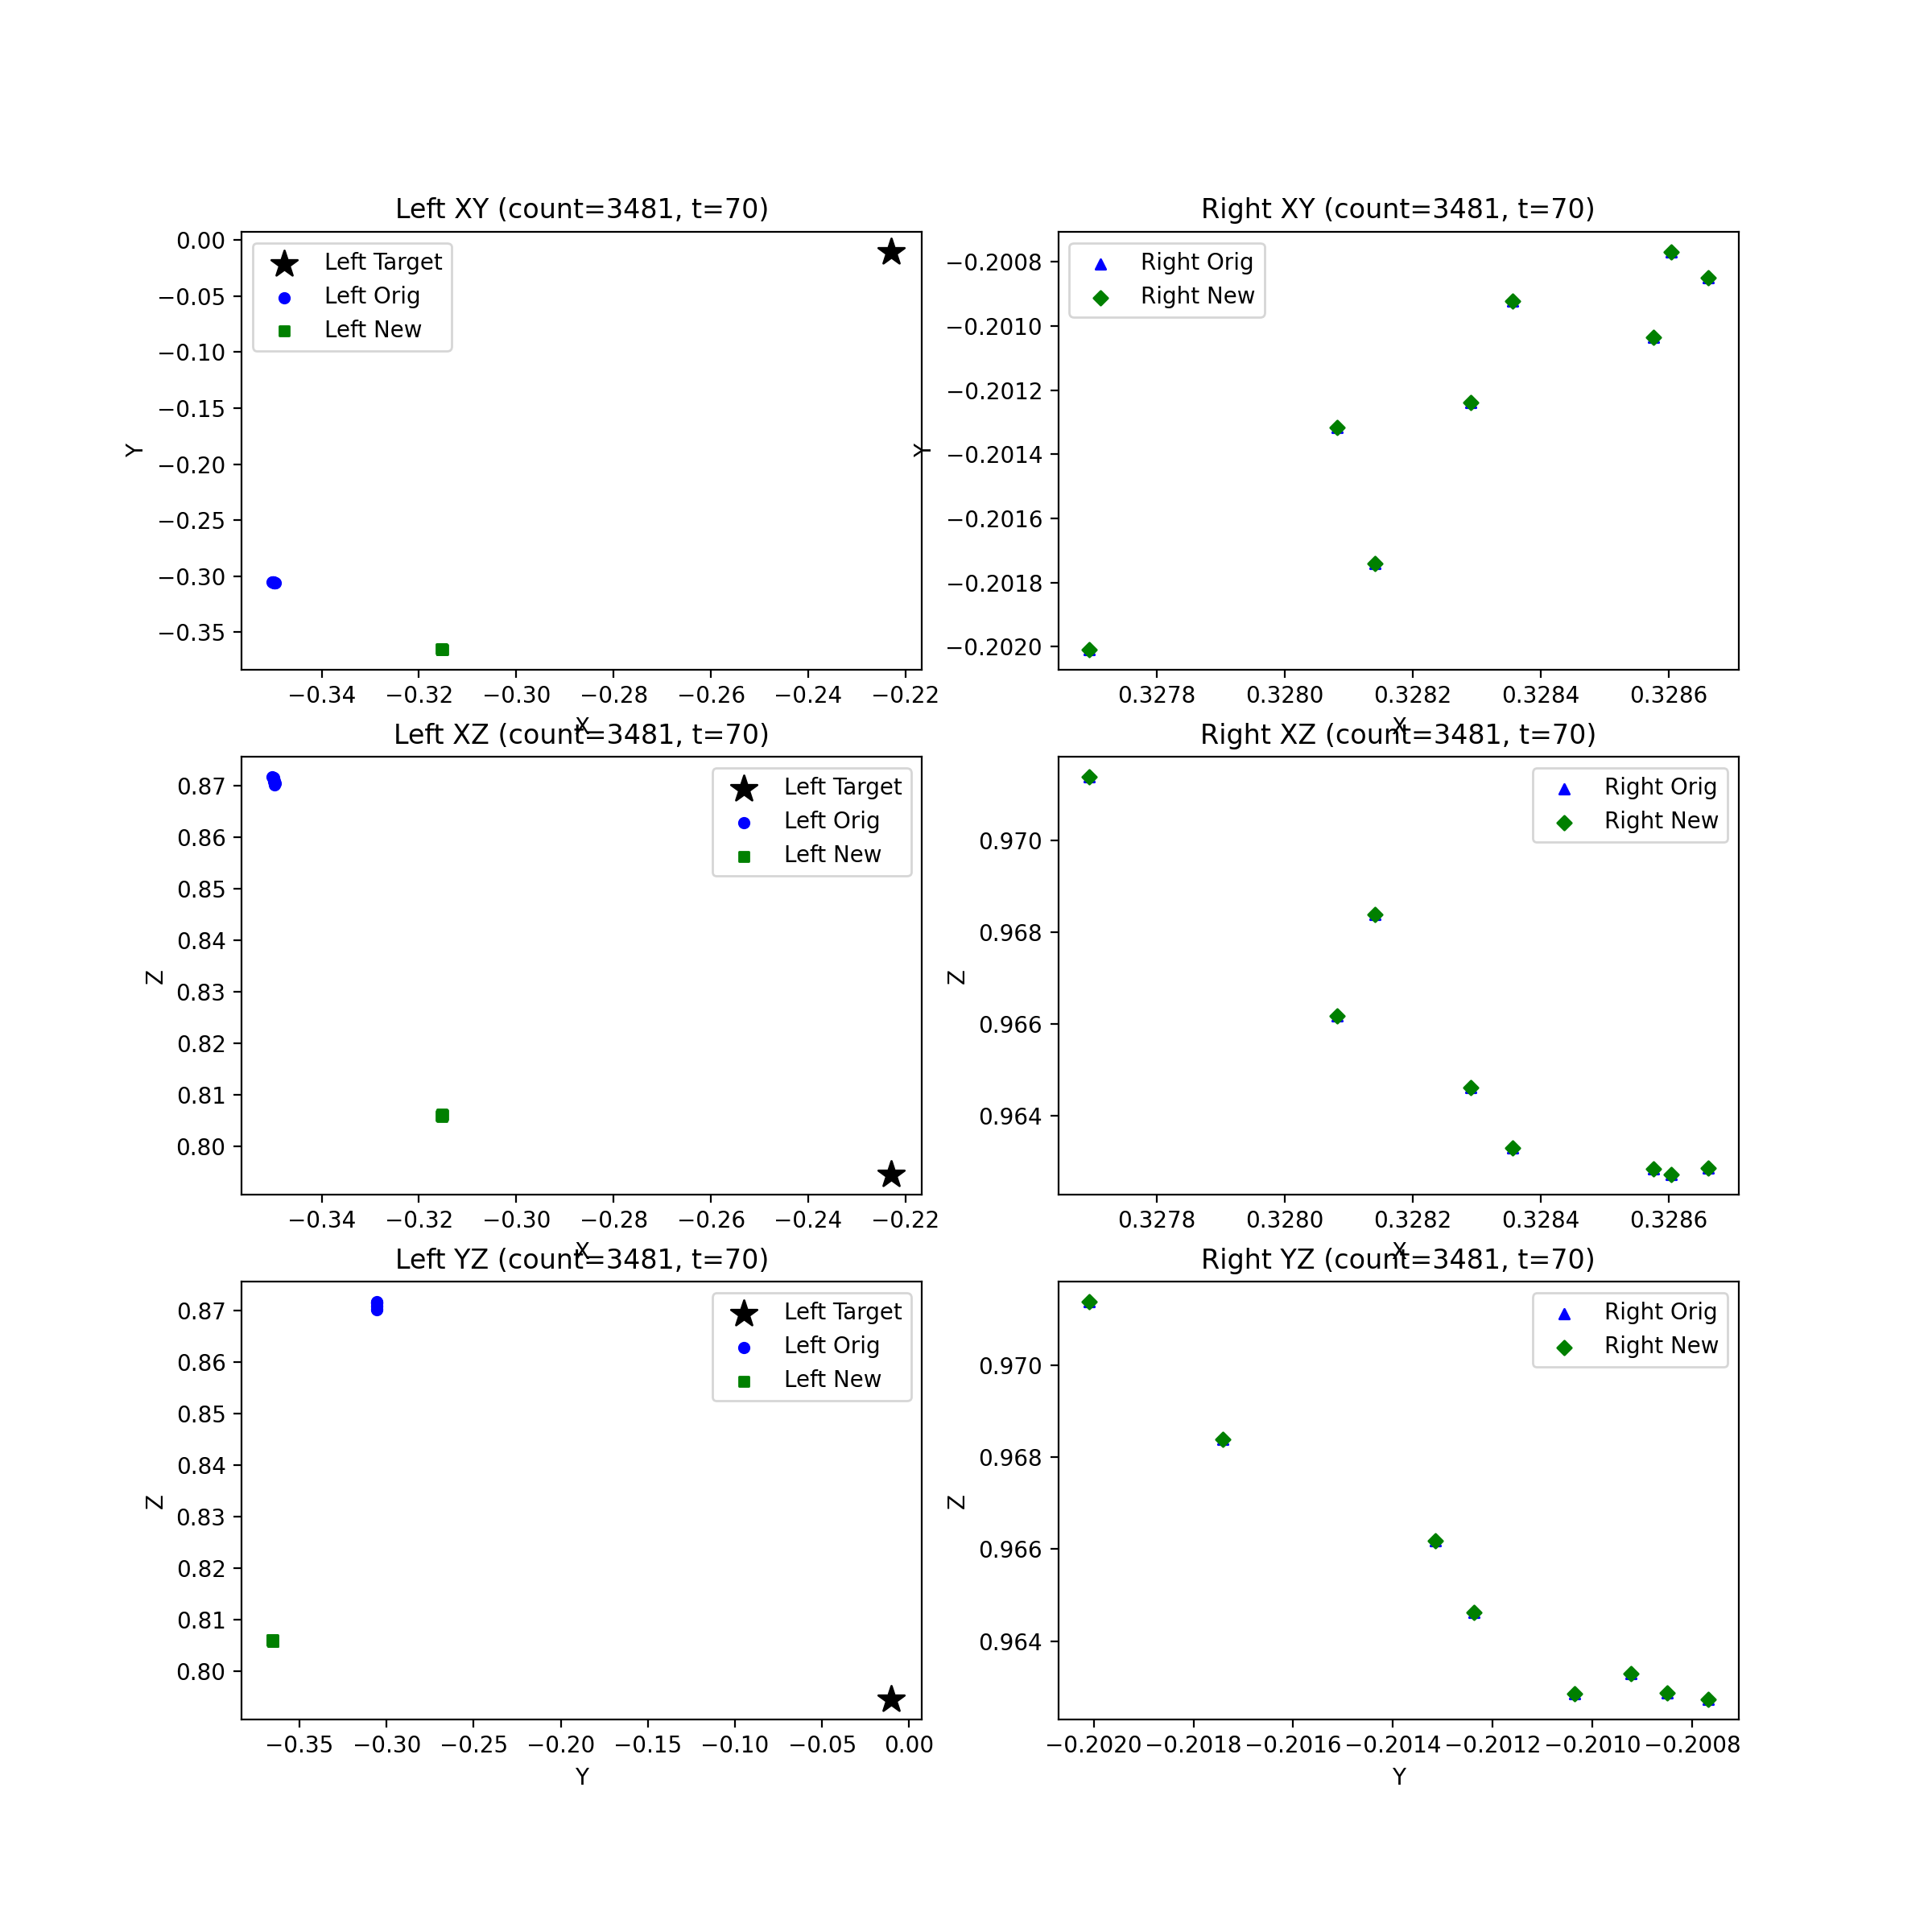 Left XY (count=3481, t=70)
Left Target
Left Orig
Left New
0.00
−0.05
−0.10
−0.15
−0.20
−0.25
−0.30
−0.35
Y
−0.34 −0.32 −0.30 −0.28 −0.26 −0.24 −0.22
X
Right XY (count=3481, t=70)
Right Orig
Right New
−0.2008
−0.2010
−0.2012
−0.2014
−0.2016
−0.2018
−0.2020
Y
0.3278 0.3280 0.3282 0.3284 0.3286
X
Left XZ (count=3481, t=70)
Left Target
Left Orig
Left New
0.87
0.86
0.85
0.84
0.83
0.82
0.81
0.80
Z
−0.34 −0.32 −0.30 −0.28 −0.26 −0.24 −0.22
X
Right XZ (count=3481, t=70)
Right Orig
Right New
0.970
0.968
0.966
0.964
Z
0.3278 0.3280 0.3282 0.3284 0.3286
X
Left YZ (count=3481, t=70)
Left Target
Left Orig
Left New
0.87
0.86
0.85
0.84
0.83
0.82
0.81
0.80
Z
−0.35 −0.30 −0.25 −0.20 −0.15 −0.10 −0.05 0.00
Y
Right YZ (count=3481, t=70)
Right Orig
Right New
0.970
0.968
0.966
0.964
Z
−0.2020 −0.2018 −0.2016 −0.2014 −0.2012 −0.2010 −0.2008
Y